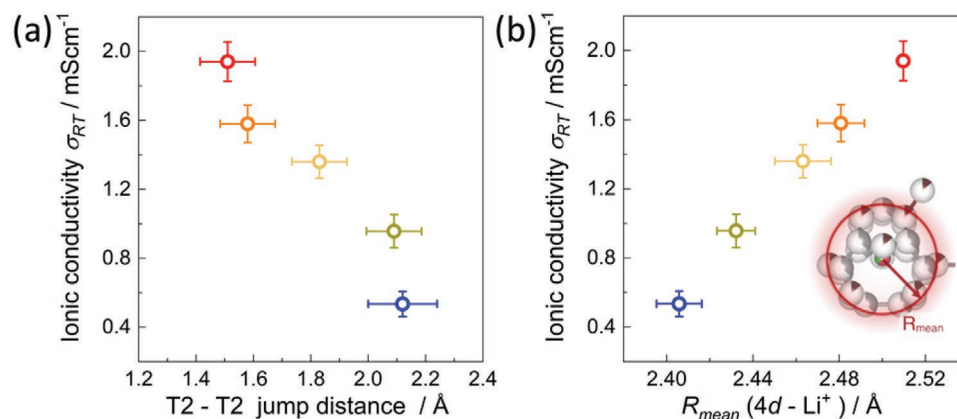 (a)
Ionic conductivity σRT / mScm⁻¹
2.0
1.6
1.2
0.8
0.4
1.2 1.4 1.6 1.8 2.0 2.2 2.4
T2 - T2 jump distance / Å
(b)
Ionic conductivity σRT / mScm⁻¹
2.0
1.6
1.2
0.8
0.4
Rmean
2.40 2.44 2.48 2.52
Rmean (4d - Li⁺) / Å